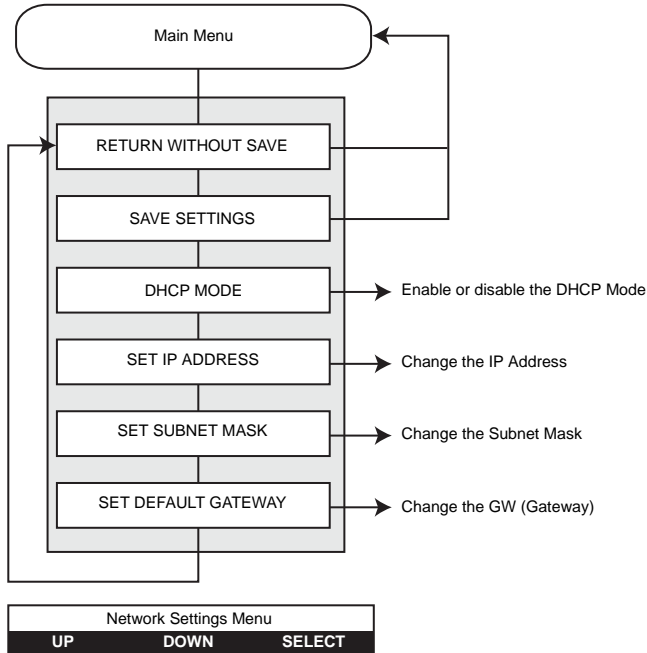 Main Menu
RETURN WITHOUT SAVE
SAVE SETTINGS
DHCP MODE
Enable or disable the DHCP Mode
SET IP ADDRESS
Change the IP Address
SET SUBNET MASK
Change the Subnet Mask
SET DEFAULT GATEWAY
Change the GW (Gateway)
Network Settings Menu
UP DOWN SELECT